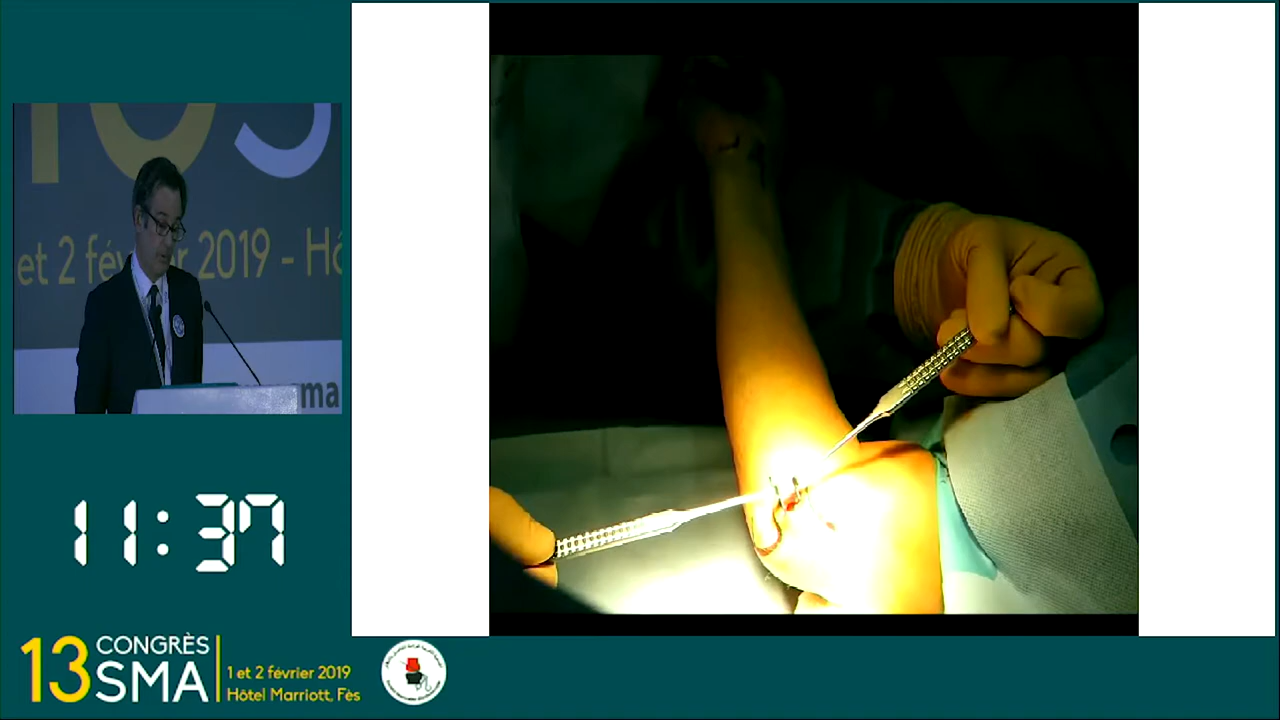 103
et 2 février 2019 - Hô
ma
11:37
13 CONGRÈS
SMA
1 et 2 février 2019
Hôtel Marriott, Fès